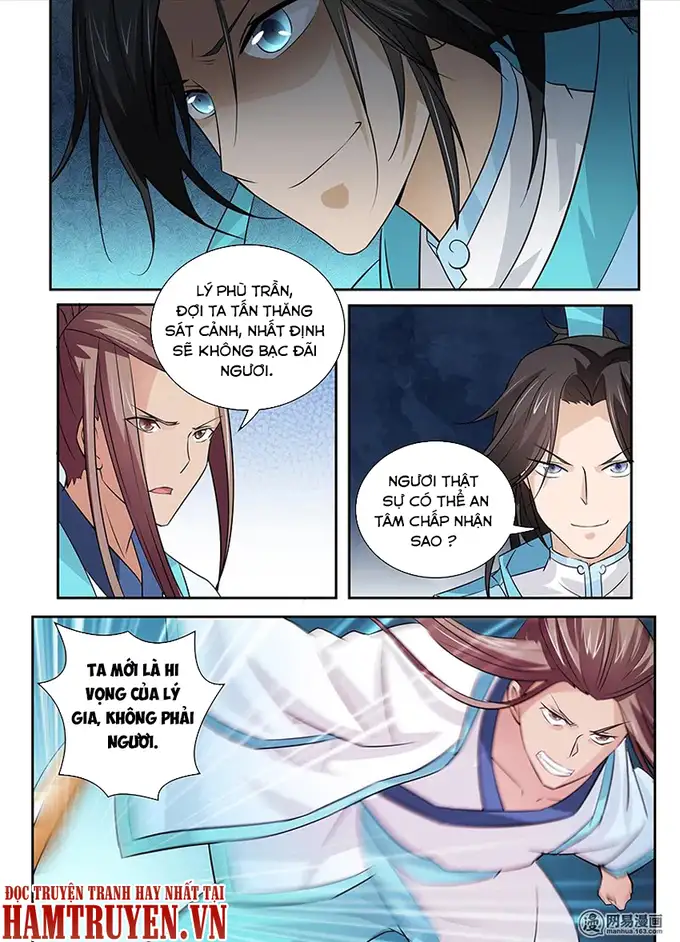 LÝ PHÙ TRẦN,
ĐỢI TA TẤN THĂNG
SÁT CẢNH, NHẤT ĐỊNH
SẼ KHÔNG BẠC ĐÃI
NGƯƠI.
NGƯƠI THẬT
SỰ CÓ THỂ AN
TÂM CHẤP NHẬN
SAO ?
TA MỚI LÀ HI
VỌNG CỦA LÝ
GIA, KHÔNG PHẢI
NGƯƠI.
ĐỌC TRUYỆN TRANH HAY NHẤT TẠI
HAMTRUYEN.VN
网易漫画
manhua.163.com